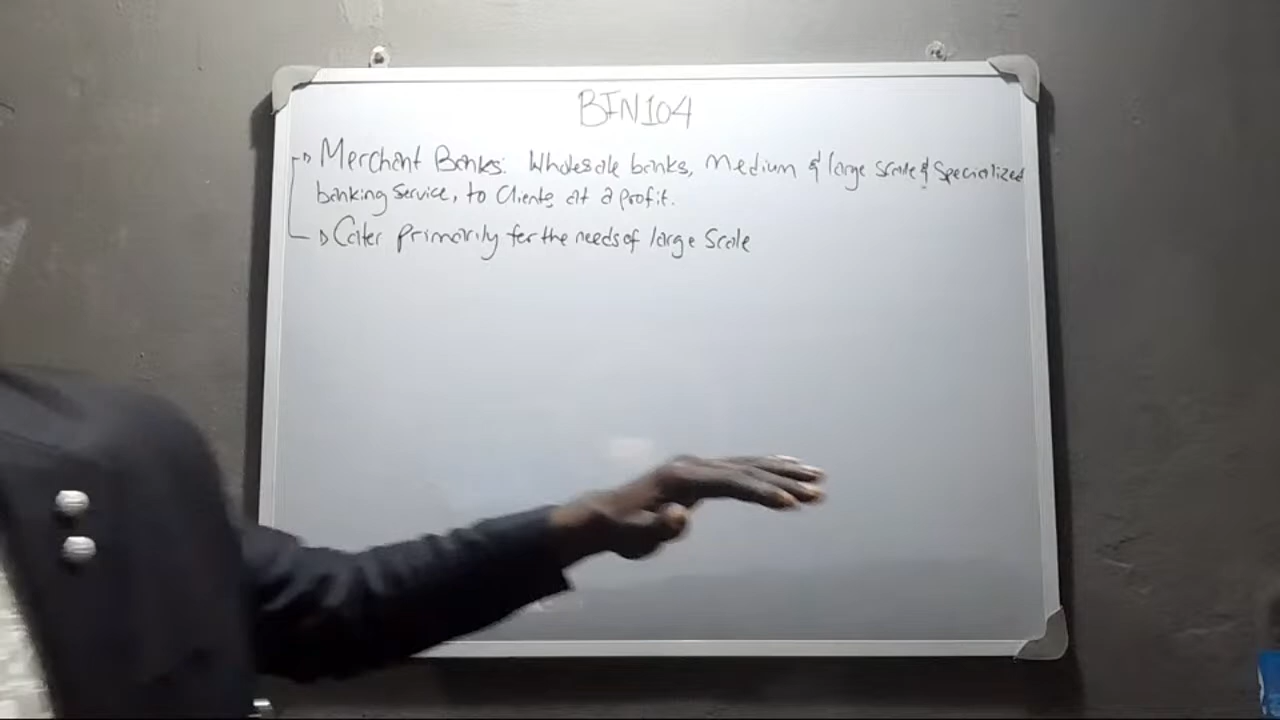 BIN104
Merchant Banks: Wholesale banks, Medium & large scale & Specialized
banking service, to Clients at a profit.
Cater primarily for the needs of large Scale